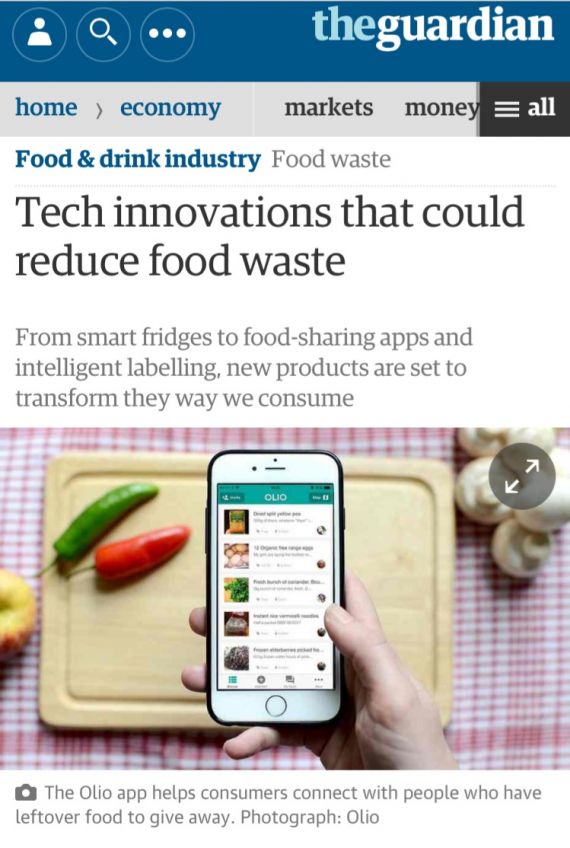 theguardian
home › economy markets money all
Food & drink industry Food waste
Tech innovations that could
reduce food waste
From smart fridges to food-sharing apps and
intelligent labelling, new products are set to
transform they way we consume
OLIO
Dried split yellow pea
12 Organic free range eggs
Fresh bunch of coriander. Bou...
Instant rice vermicelli noodles
Frozen elderberries picked fre...
The Olio app helps consumers connect with people who have
leftover food to give away. Photograph: Olio